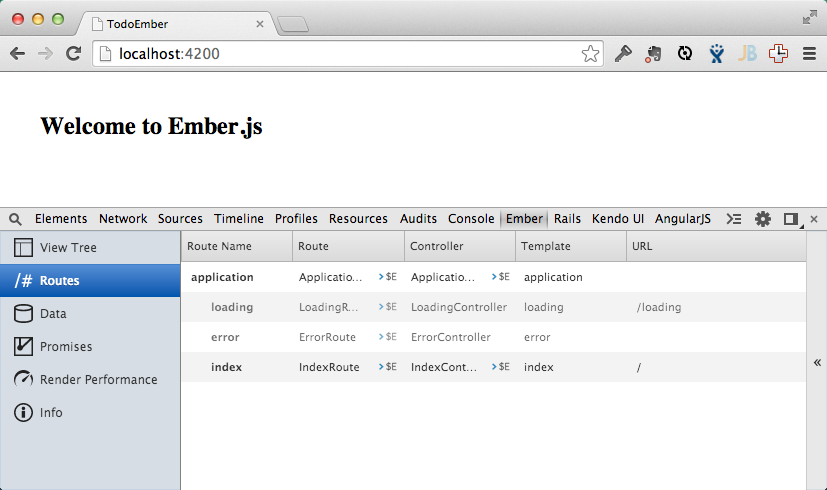 TodoEmber
localhost:4200
JB
Welcome to Ember.js
Elements Network Sources Timeline Profiles Resources Audits Console Ember Rails Kendo UI AngularJS
View Tree
/# Routes
Data
Promises
Render Performance
Info
Route Name Route Controller Template URL
application Applicatio... >$E Applicatio... >$E application
loading LoadingR... >$E LoadingController loading /loading
error ErrorRoute >$E ErrorController error
index IndexRoute >$E IndexCont... >$E index /
«